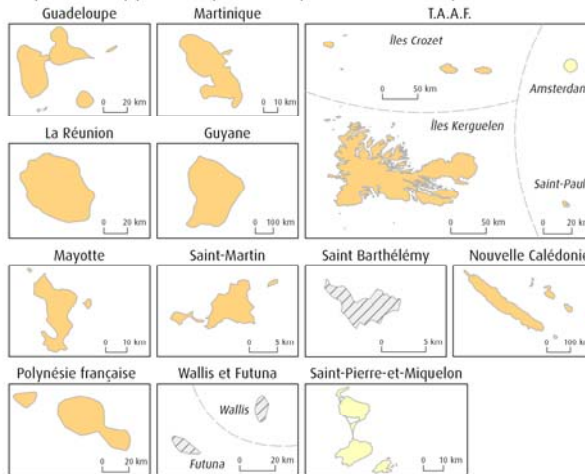 Guadeloupe
0 20 km
Martinique
0 10 km
T.A.A.F.
Îles Crozet
0 50 km
Amsterdam
Îles Kerguelen
0 50 km
Saint-Paul
0 20 km
La Réunion
0 20 km
Guyane
0 100 km
Mayotte
0 10 km
Saint-Martin
0 5 km
Saint Barthélémy
0 5 km
Nouvelle Calédonie
0 100 km
Polynésie française
0 20 km
Wallis et Futuna
Wallis
Futuna
0 20 km
Saint-Pierre-et-Miquelon
0 10 km